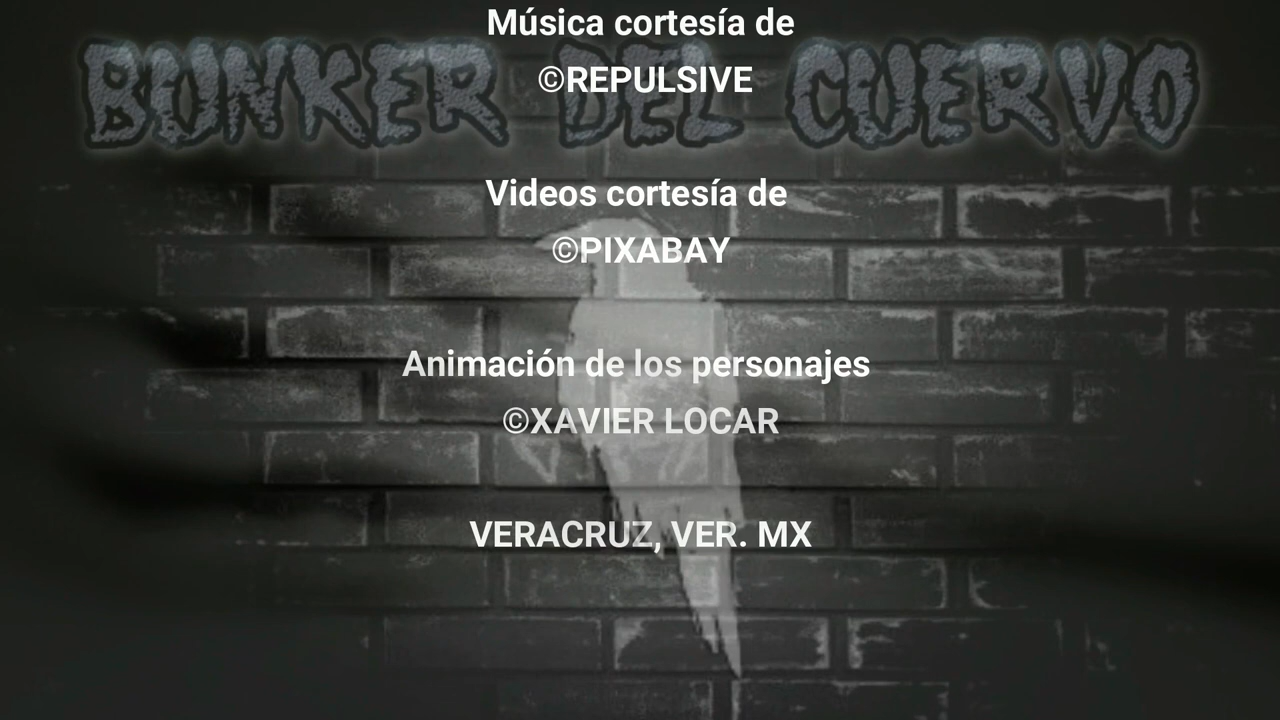 Música cortesía de
BUNKER DEL CUERVO
©REPULSIVE
Videos cortesía de
©PIXABAY
Animación de los personajes
©XAVIER LOCAR
VERACRUZ, VER. MX